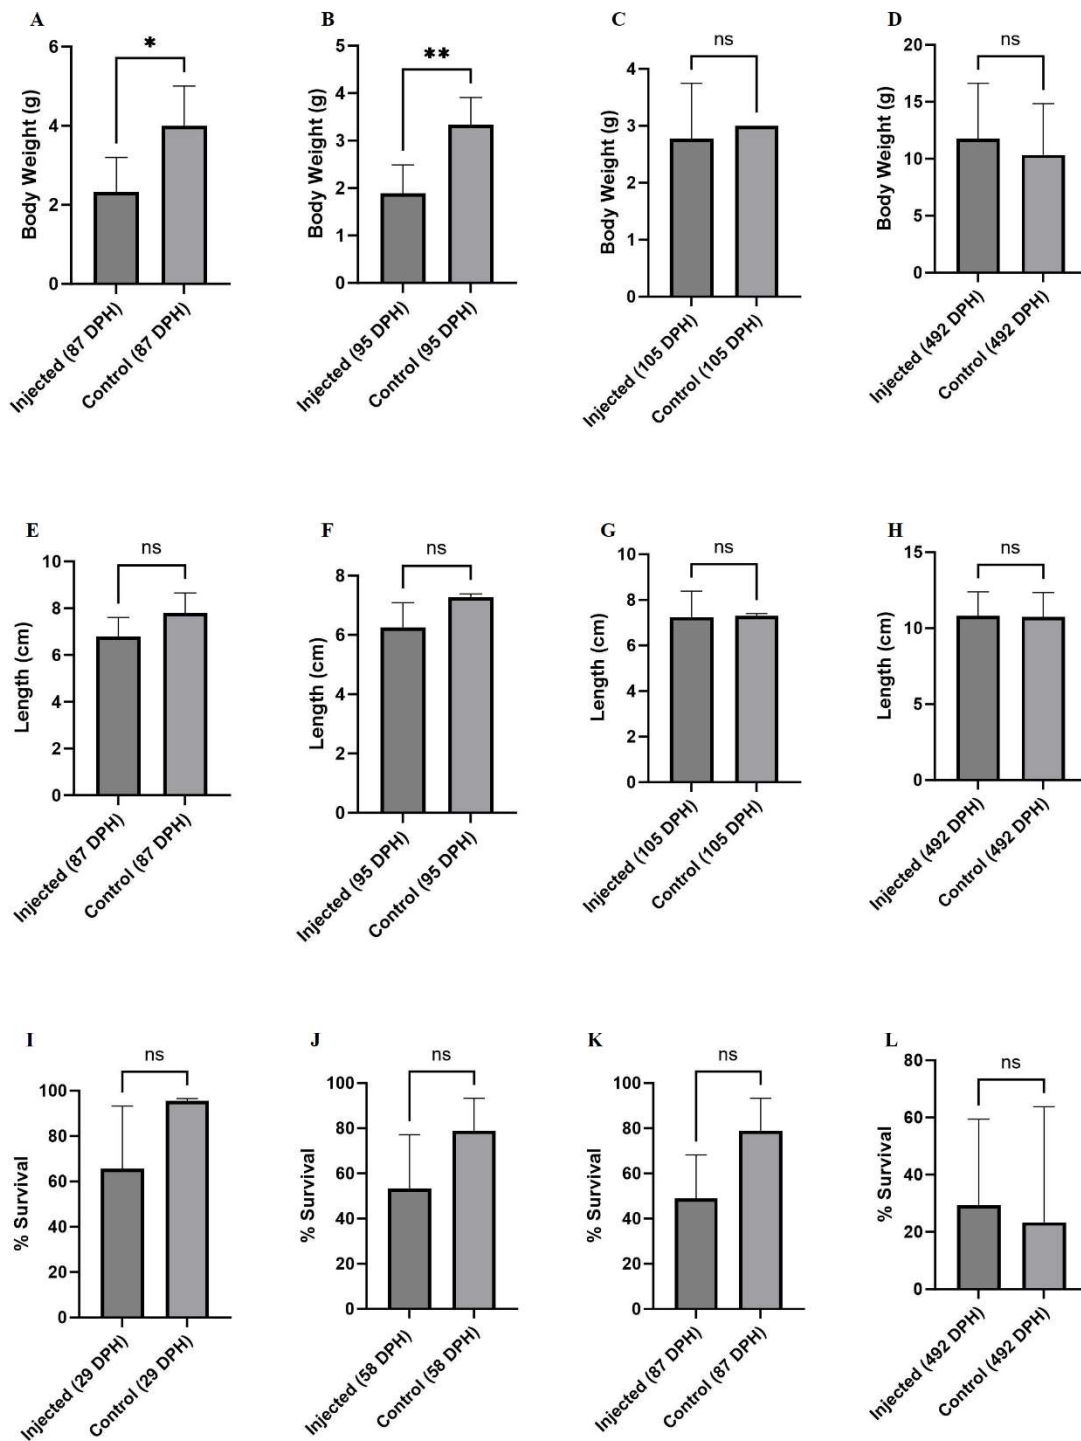 A
Body Weight (g)
6
4
2
0
*
Injected (87 DPH)
Control (87 DPH)
B
Body Weight (g)
5
4
3
2
1
0
**
Injected (95 DPH)
Control (95 DPH)
C
Body Weight (g)
4
3
2
1
0
ns
Injected (105 DPH)
Control (105 DPH)
D
Body Weight (g)
20
15
10
5
0
ns
Injected (492 DPH)
Control (492 DPH)
E
Length (cm)
10
8
6
4
2
0
ns
Injected (87 DPH)
Control (87 DPH)
F
Length (cm)
8
6
4
2
0
ns
Injected (95 DPH)
Control (95 DPH)
G
Length (cm)
10
8
6
4
2
0
ns
Injected (105 DPH)
Control (105 DPH)
H
Length (cm)
15
10
5
0
ns
Injected (492 DPH)
Control (492 DPH)
I
% Survival
100
80
60
40
20
0
ns
Injected (29 DPH)
Control (29 DPH)
J
% Survival
100
80
60
40
20
0
ns
Injected (58 DPH)
Control (58 DPH)
K
% Survival
100
80
60
40
20
0
ns
Injected (87 DPH)
Control (87 DPH)
L
% Survival
80
60
40
20
0
ns
Injected (492 DPH)
Control (492 DPH)